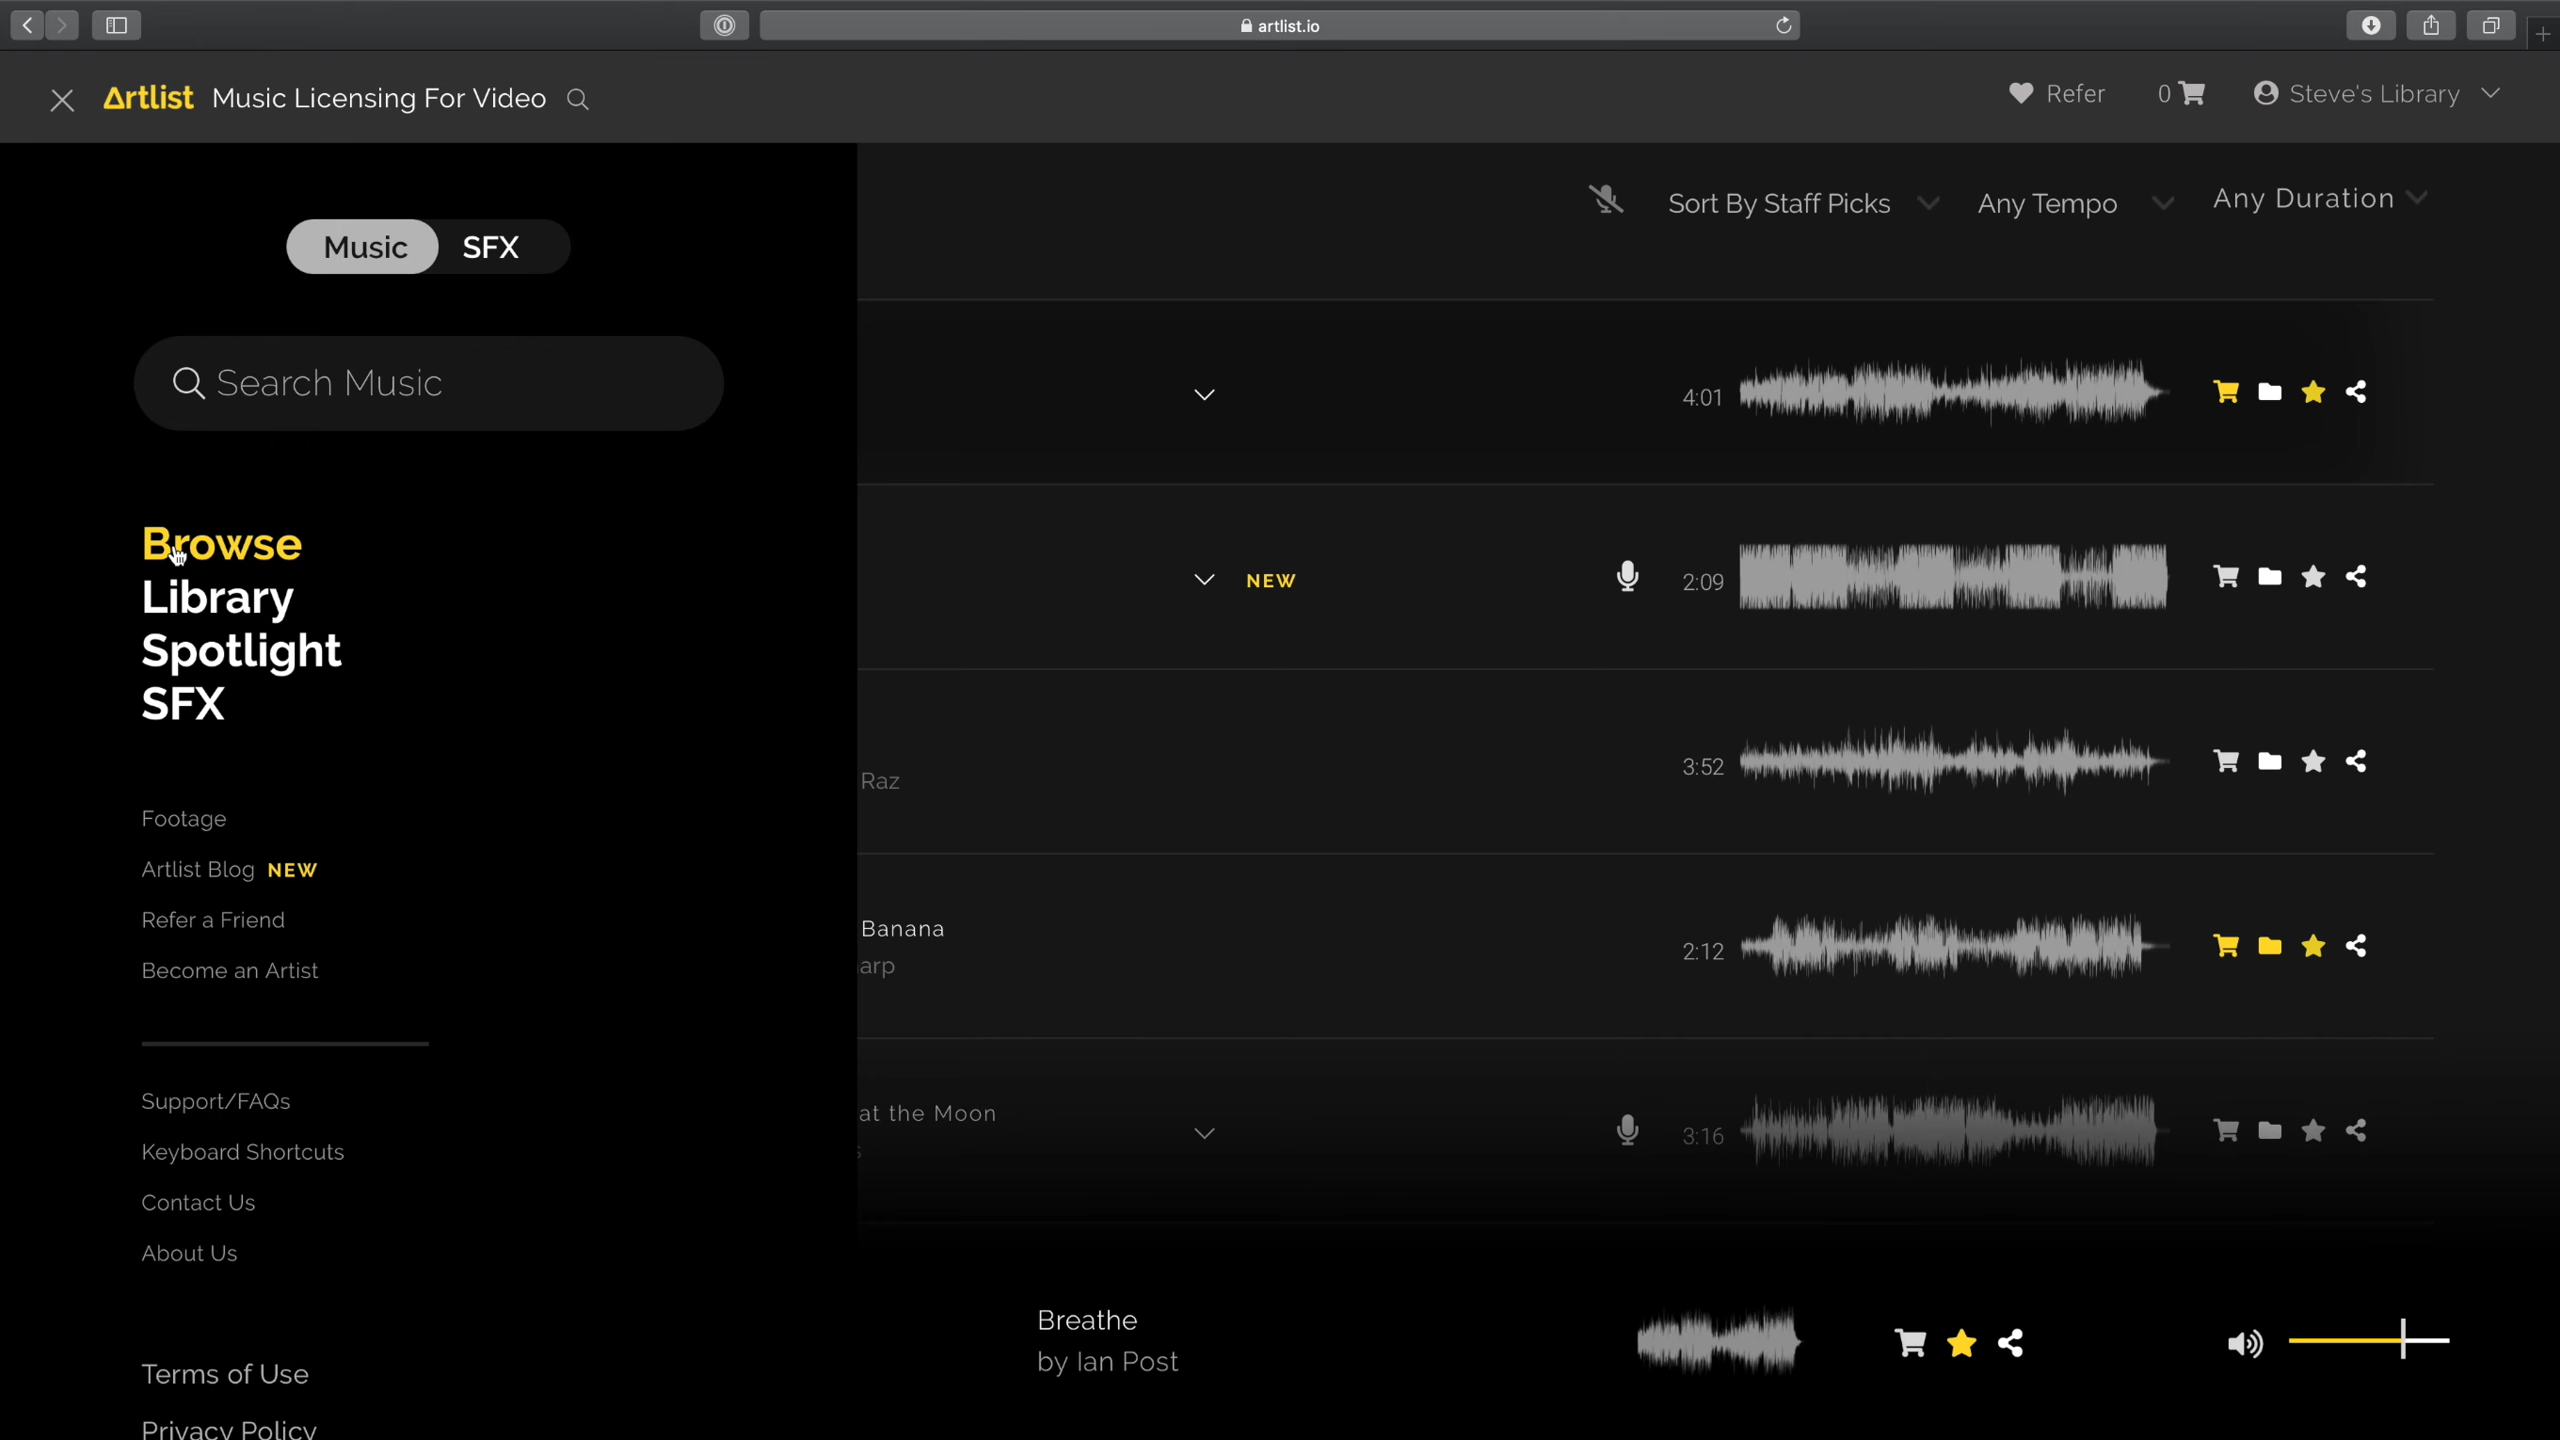 artlist.io
Artlist Music Licensing For Video
Refer
0
Steve's Library
Music SFX
Sort By Staff Picks
Any Tempo
Any Duration
Search Music
4:01
Browse
Library
Spotlight
SFX
NEW
2:09
Raz
3:52
Footage
Artlist Blog NEW
Refer a Friend
Become an Artist
Banana
arp
2:12
at the Moon
s
3:16
Support/FAQs
Keyboard Shortcuts
Contact Us
About Us
Breathe
by Ian Post
Terms of Use
Privacy Policy